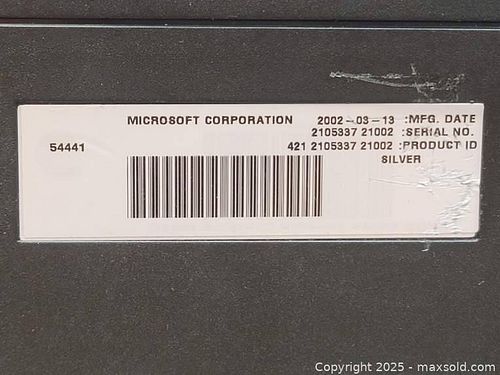 MICROSOFT CORPORATION 2002-03-13 :MFG. DATE
2105337 21002 :SERIAL NO.
54441 421 2105337 21002 :PRODUCT ID
SILVER
Copyright 2025 - maxsold.com